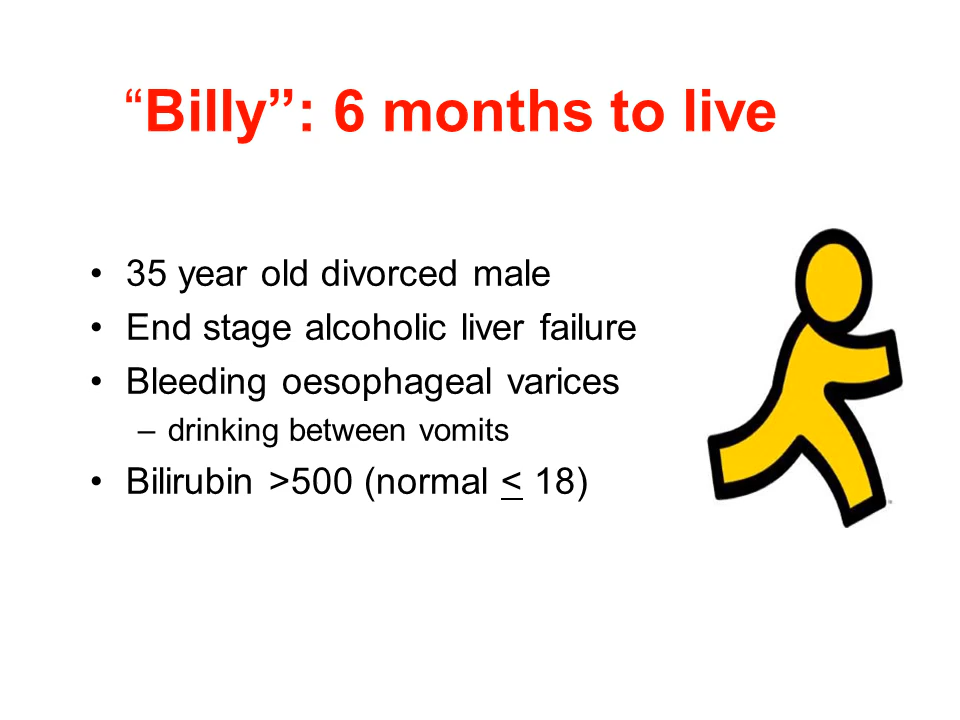 “Billy”: 6 months to live
• 35 year old divorced male
• End stage alcoholic liver failure
• Bleeding oesophageal varices
– drinking between vomits
• Bilirubin >500 (normal < 18)